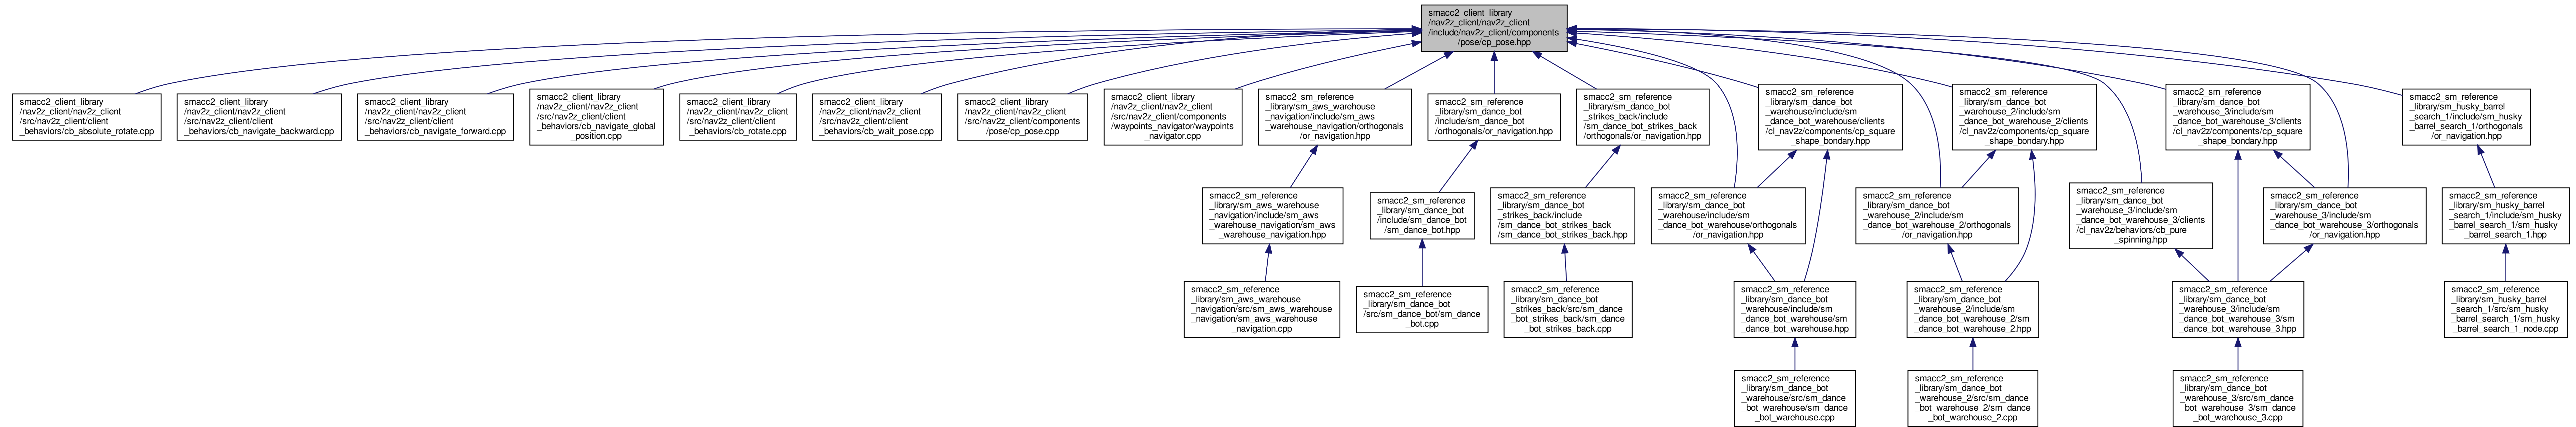 smacc2_client_library
/nav2z_client/nav2z_client
/include/nav2z_client/components
/pose/cp_pose.hpp
smacc2_client_library
/nav2z_client/nav2z_client
/src/nav2z_client/client
_behaviors/cb_absolute_rotate.cpp
smacc2_client_library
/nav2z_client/nav2z_client
/src/nav2z_client/client
_behaviors/cb_navigate_backward.cpp
smacc2_client_library
/nav2z_client/nav2z_client
/src/nav2z_client/client
_behaviors/cb_navigate_forward.cpp
smacc2_client_library
/nav2z_client/nav2z_client
/src/nav2z_client/client
_behaviors/cb_navigate_global
_position.cpp
smacc2_client_library
/nav2z_client/nav2z_client
/src/nav2z_client/client
_behaviors/cb_rotate.cpp
smacc2_client_library
/nav2z_client/nav2z_client
/src/nav2z_client/client
_behaviors/cb_wait_pose.cpp
smacc2_client_library
/nav2z_client/nav2z_client
/src/nav2z_client/components
/pose/cp_pose.cpp
smacc2_client_library
/nav2z_client/nav2z_client
/src/nav2z_client/components
/waypoints_navigator/waypoints
_navigator.cpp
smacc2_sm_reference
_library/sm_aws_warehouse
_navigation/include/sm_aws
_warehouse_navigation/orthogonals
/or_navigation.hpp
smacc2_sm_reference
_library/sm_dance_bot
/include/sm_dance_bot
/orthogonals/or_navigation.hpp
smacc2_sm_reference
_library/sm_dance_bot
_strikes_back/include
/sm_dance_bot_strikes_back
/orthogonals/or_navigation.hpp
smacc2_sm_reference
_library/sm_dance_bot
_warehouse/include/sm
_dance_bot_warehouse/clients
/cl_nav2z/components/cp_square
_shape_bondary.hpp
smacc2_sm_reference
_library/sm_dance_bot
_warehouse_2/include/sm
_dance_bot_warehouse_2/clients
/cl_nav2z/components/cp_square
_shape_bondary.hpp
smacc2_sm_reference
_library/sm_dance_bot
_warehouse_3/include/sm
_dance_bot_warehouse_3/clients
/cl_nav2z/components/cp_square
_shape_bondary.hpp
smacc2_sm_reference
_library/sm_husky_barrel
_search_1/include/sm_husky
_barrel_search_1/orthogonals
/or_navigation.hpp
smacc2_sm_reference
_library/sm_aws_warehouse
_navigation/include/sm_aws
_warehouse_navigation/sm_aws
_warehouse_navigation.hpp
smacc2_sm_reference
_library/sm_dance_bot
/include/sm_dance_bot
/sm_dance_bot.hpp
smacc2_sm_reference
_library/sm_dance_bot
_strikes_back/include
/sm_dance_bot_strikes_back
/sm_dance_bot_strikes_back.hpp
smacc2_sm_reference
_library/sm_dance_bot
_warehouse/include/sm
_dance_bot_warehouse/orthogonals
/or_navigation.hpp
smacc2_sm_reference
_library/sm_dance_bot
_warehouse_2/include/sm
_dance_bot_warehouse_2/orthogonals
/or_navigation.hpp
smacc2_sm_reference
_library/sm_dance_bot
_warehouse_3/include/sm
_dance_bot_warehouse_3/clients
/cl_nav2z/behaviors/cb_pure
_spinning.hpp
smacc2_sm_reference
_library/sm_dance_bot
_warehouse_3/include/sm
_dance_bot_warehouse_3/orthogonals
/or_navigation.hpp
smacc2_sm_reference
_library/sm_husky_barrel
_search_1/include/sm_husky
_barrel_search_1/sm_husky
_barrel_search_1.hpp
smacc2_sm_reference
_library/sm_aws_warehouse
_navigation/src/sm_aws_warehouse
_navigation/sm_aws_warehouse
_navigation.cpp
smacc2_sm_reference
_library/sm_dance_bot
/src/sm_dance_bot/sm_dance
_bot.cpp
smacc2_sm_reference
_library/sm_dance_bot
_strikes_back/src/sm_dance
_bot_strikes_back/sm_dance
_bot_strikes_back.cpp
smacc2_sm_reference
_library/sm_dance_bot
_warehouse/include/sm
_dance_bot_warehouse/sm
_dance_bot_warehouse.hpp
smacc2_sm_reference
_library/sm_dance_bot
_warehouse_2/include/sm
_dance_bot_warehouse_2/sm
_dance_bot_warehouse_2.hpp
smacc2_sm_reference
_library/sm_dance_bot
_warehouse_3/include/sm
_dance_bot_warehouse_3/sm
_dance_bot_warehouse_3.hpp
smacc2_sm_reference
_library/sm_husky_barrel
_search_1/src/sm_husky
_barrel_search_1/sm_husky
_barrel_search_1_node.cpp
smacc2_sm_reference
_library/sm_dance_bot
_warehouse/src/sm_dance
_bot_warehouse/sm_dance
_bot_warehouse.cpp
smacc2_sm_reference
_library/sm_dance_bot
_warehouse_2/src/sm_dance
_bot_warehouse_2/sm_dance
_bot_warehouse_2.cpp
smacc2_sm_reference
_library/sm_dance_bot
_warehouse_3/src/sm_dance
_bot_warehouse_3/sm_dance
_bot_warehouse_3.cpp